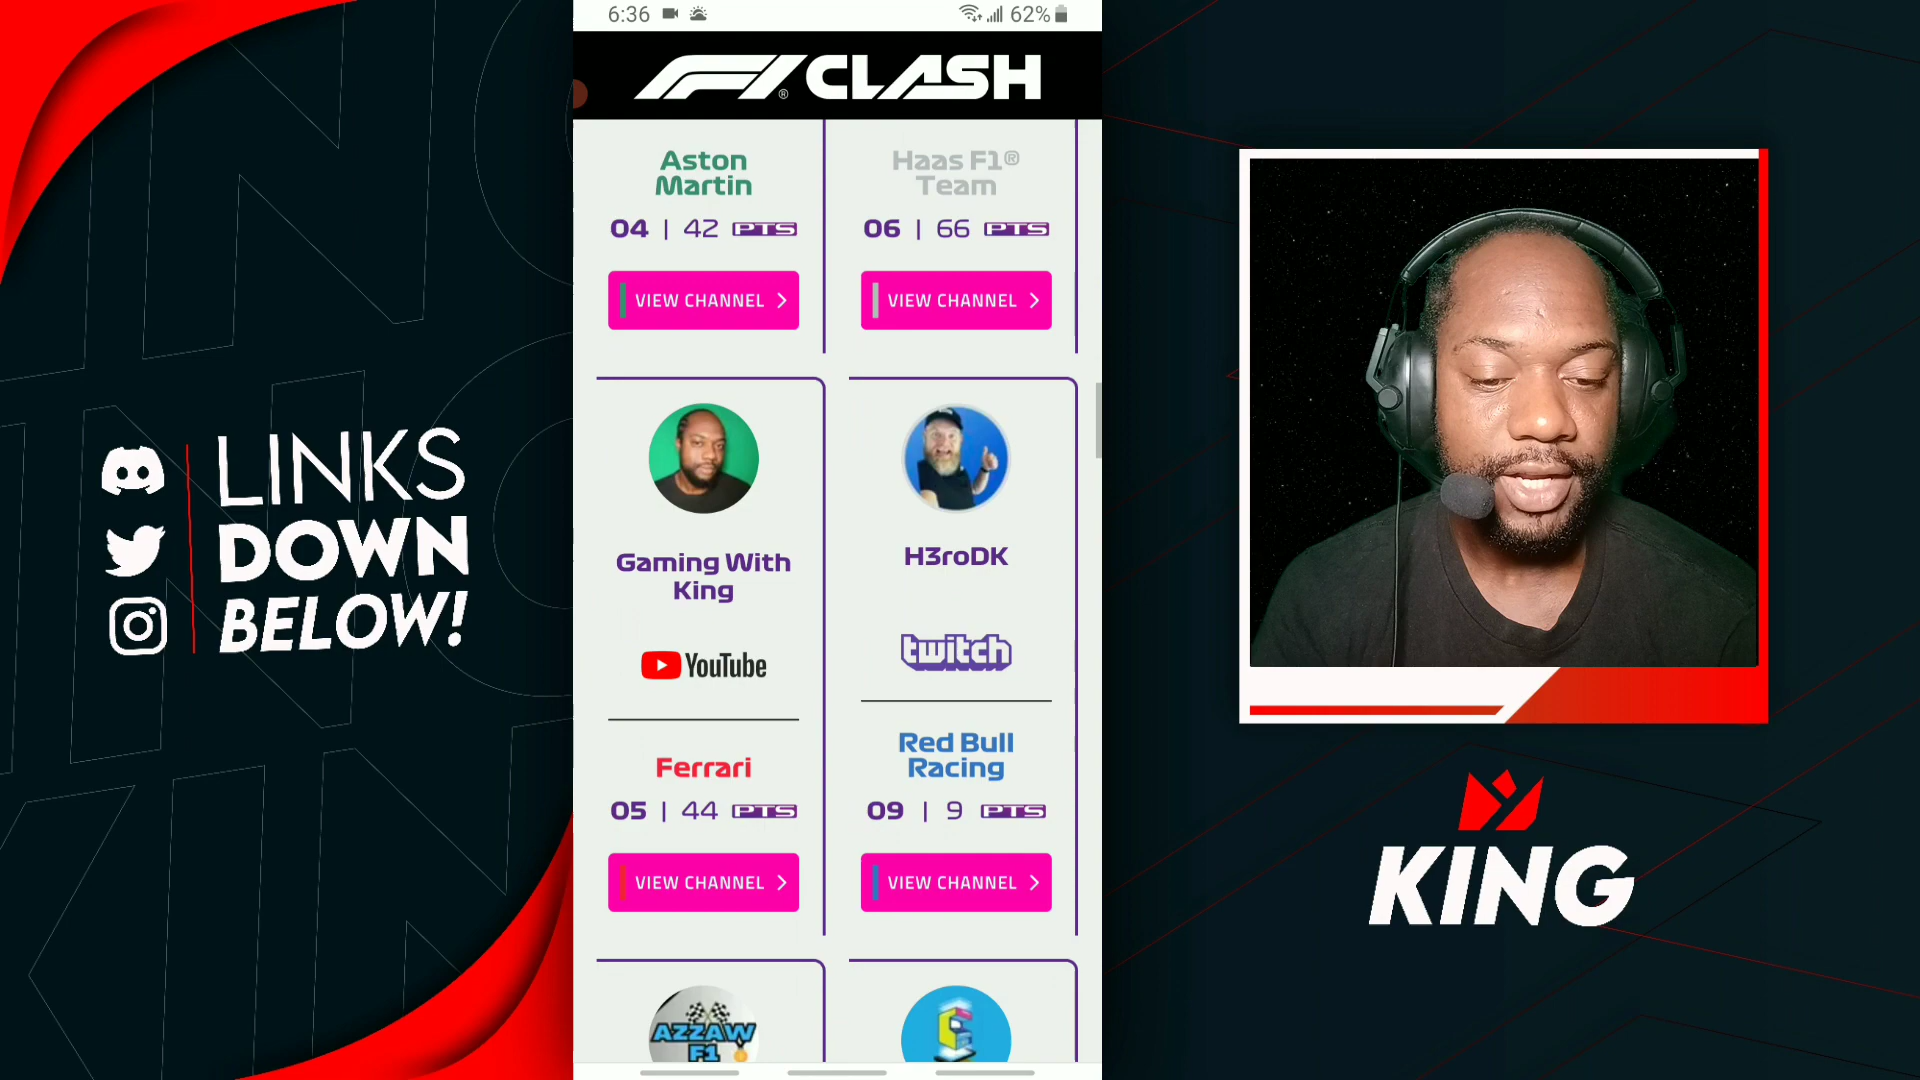 LINKS
DOWN
BELOW!
6:36
62%
F1® CLASH
Aston
Martin
04 | 42 PTS
VIEW CHANNEL
Haas F1®
Team
06 | 66 PTS
VIEW CHANNEL
Gaming With
King
YouTube
Ferrari
05 | 44 PTS
VIEW CHANNEL
H3roDK
twitch
Red Bull
Racing
09 | 9 PTS
VIEW CHANNEL
AZZAW
F1
KING